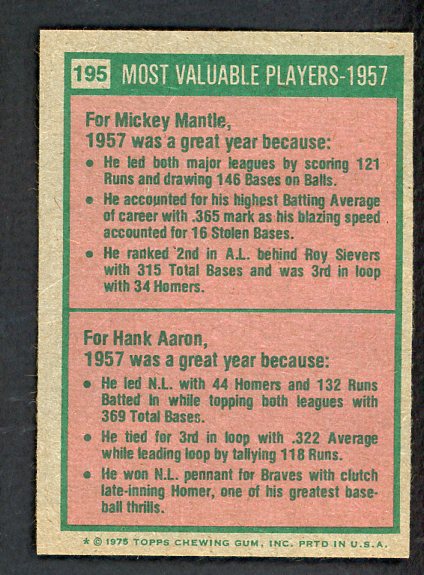 195 MOST VALUABLE PLAYERS-1957
For Mickey Mantle,
1957 was a great year because:
● He led both major leagues by scoring 121
Runs and drawing 146 Bases on Balls.
● He accounted for his highest Batting Average
of career with .365 mark as his blazing speed
accounted for 16 Stolen Bases.
● He ranked 2nd in A.L. behind Roy Sievers
with 315 Total Bases and was 3rd in loop
with 34 Homers.
For Hank Aaron,
1957 was a great year because:
● He led N.L. with 44 Homers and 132 Runs
Batted In while topping both leagues with
369 Total Bases.
● He tied for 3rd in loop with .322 Average
while leading loop by tallying 118 Runs.
● He won N.L. pennant for Braves with clutch
late-inning Homer, one of his greatest base-
ball thrills.
* © 1975 TOPPS CHEWING GUM, INC. PRTD IN U.S.A.